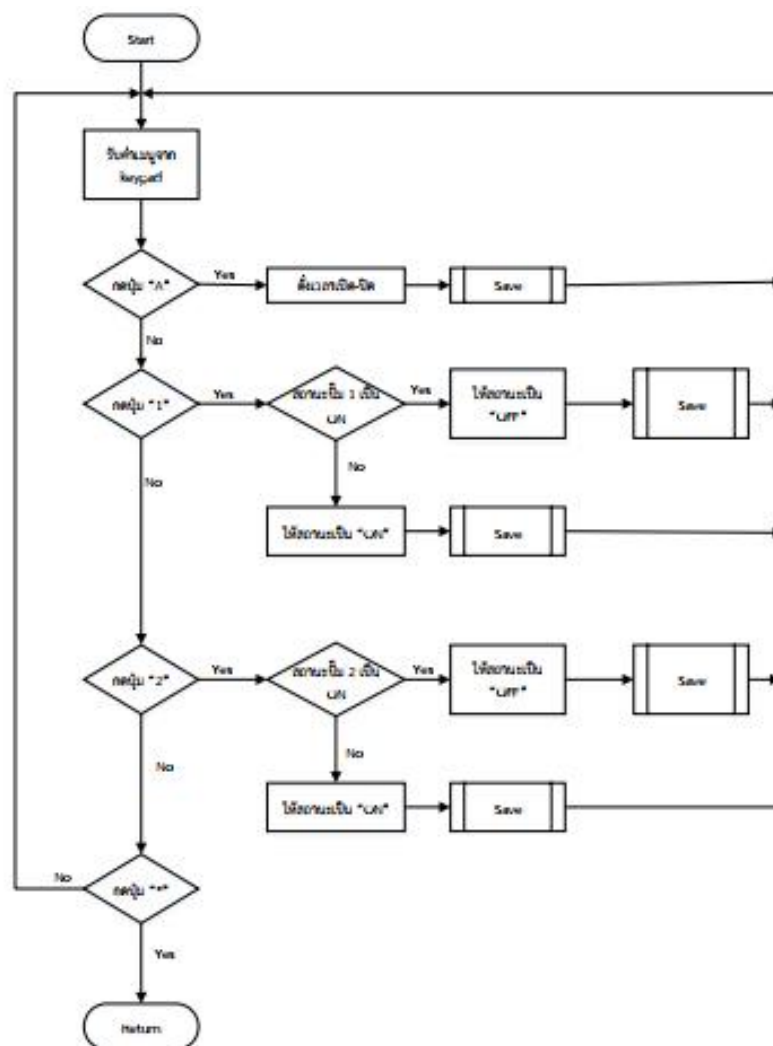 Start
รับค่าเมนูจาก
keypad
กดปุ่ม "A"
Yes
ตั้งเวลาเปิด-ปิด
Save
No
กดปุ่ม "1"
Yes
สถานะปั๊ม 1 เป็น
ON
Yes
ให้สถานะเป็น
"OFF"
Save
No
No
ให้สถานะเป็น "ON"
Save
กดปุ่ม "2"
Yes
สถานะปั๊ม 2 เป็น
ON
Yes
ให้สถานะเป็น
"OFF"
Save
No
No
ให้สถานะเป็น "ON"
Save
กดปุ่ม "*"
No
Yes
Return